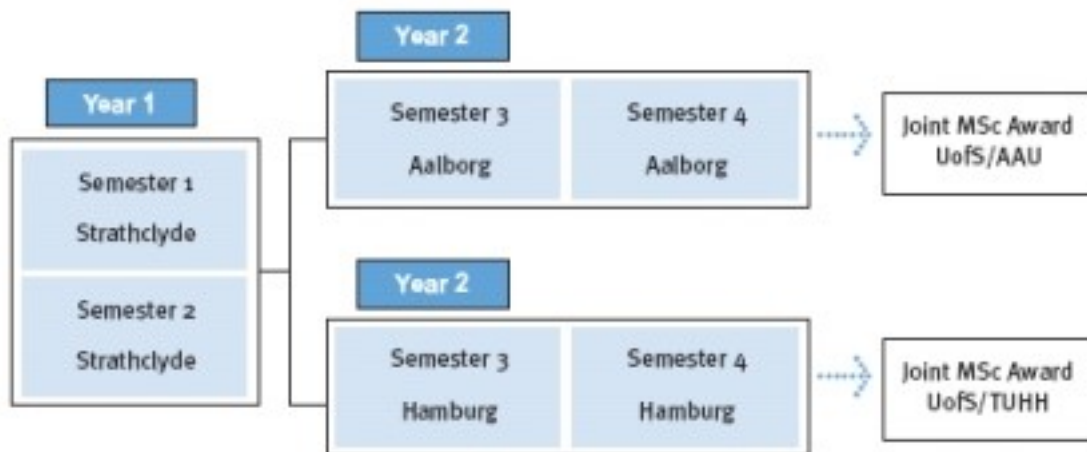 Year 1
Semester 1
Strathclyde
Semester 2
Strathclyde
Year 2
Semester 3
Aalborg
Semester 4
Aalborg
Joint MSc Award
UofS/AAU
Year 2
Semester 3
Hamburg
Semester 4
Hamburg
Joint MSc Award
UofS/TUHH